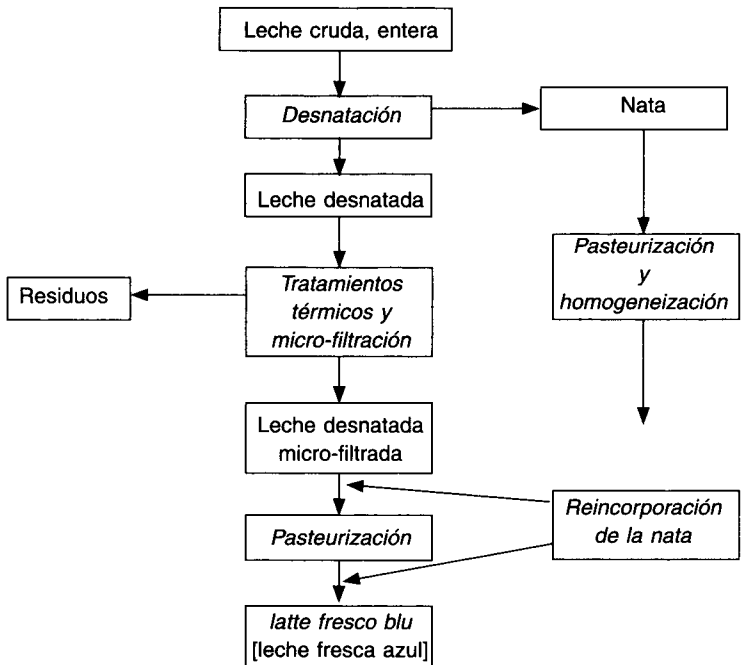 Leche cruda, entera
Desnatación
Nata
Leche desnatada
Pasteurización
y
homogeneización
Residuos
Tratamientos
térmicos y
micro-filtración
Leche desnatada
micro-filtrada
Reincorporación
de la nata
Pasteurización
latte fresco blu
[leche fresca azul]